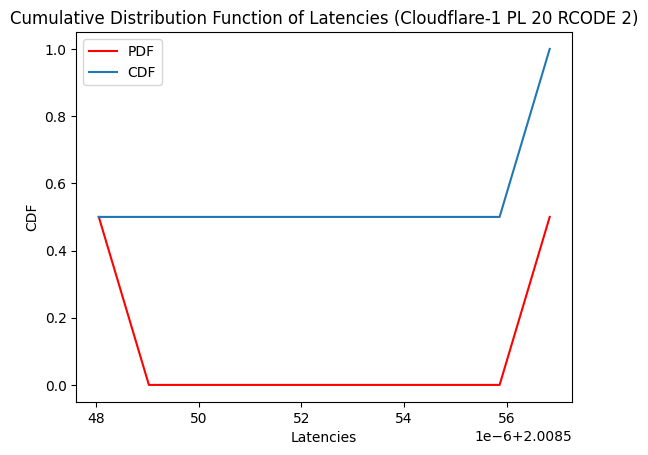 Cumulative Distribution Function of Latencies (Cloudflare-1 PL 20 RCODE 2)
PDF
CDF
1.0
0.8
0.6
0.4
0.2
0.0
CDF
48
50
52
54
56
1e-6+2.0085
Latencies